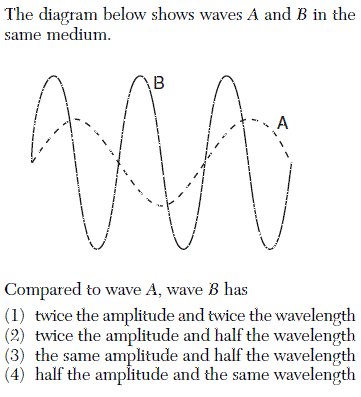 The diagram below shows waves A and B in the
same medium.
B
A
Compared to wave A, wave B has
(1) twice the amplitude and twice the wavelength
(2) twice the amplitude and half the wavelength
(3) the same amplitude and half the wavelength
(4) half the amplitude and the same wavelength